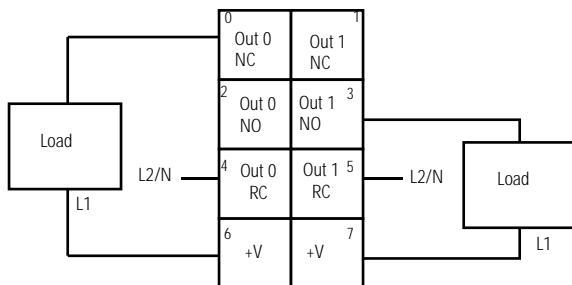 0
1
Out 0
NC
Out 1
NC
2
Out 0
NO
Out 1
NO
3
Load
L2/N
4
Out 0
RC
Out 1
RC
5
L2/N
Load
L1
6
+V
+V
7
L1